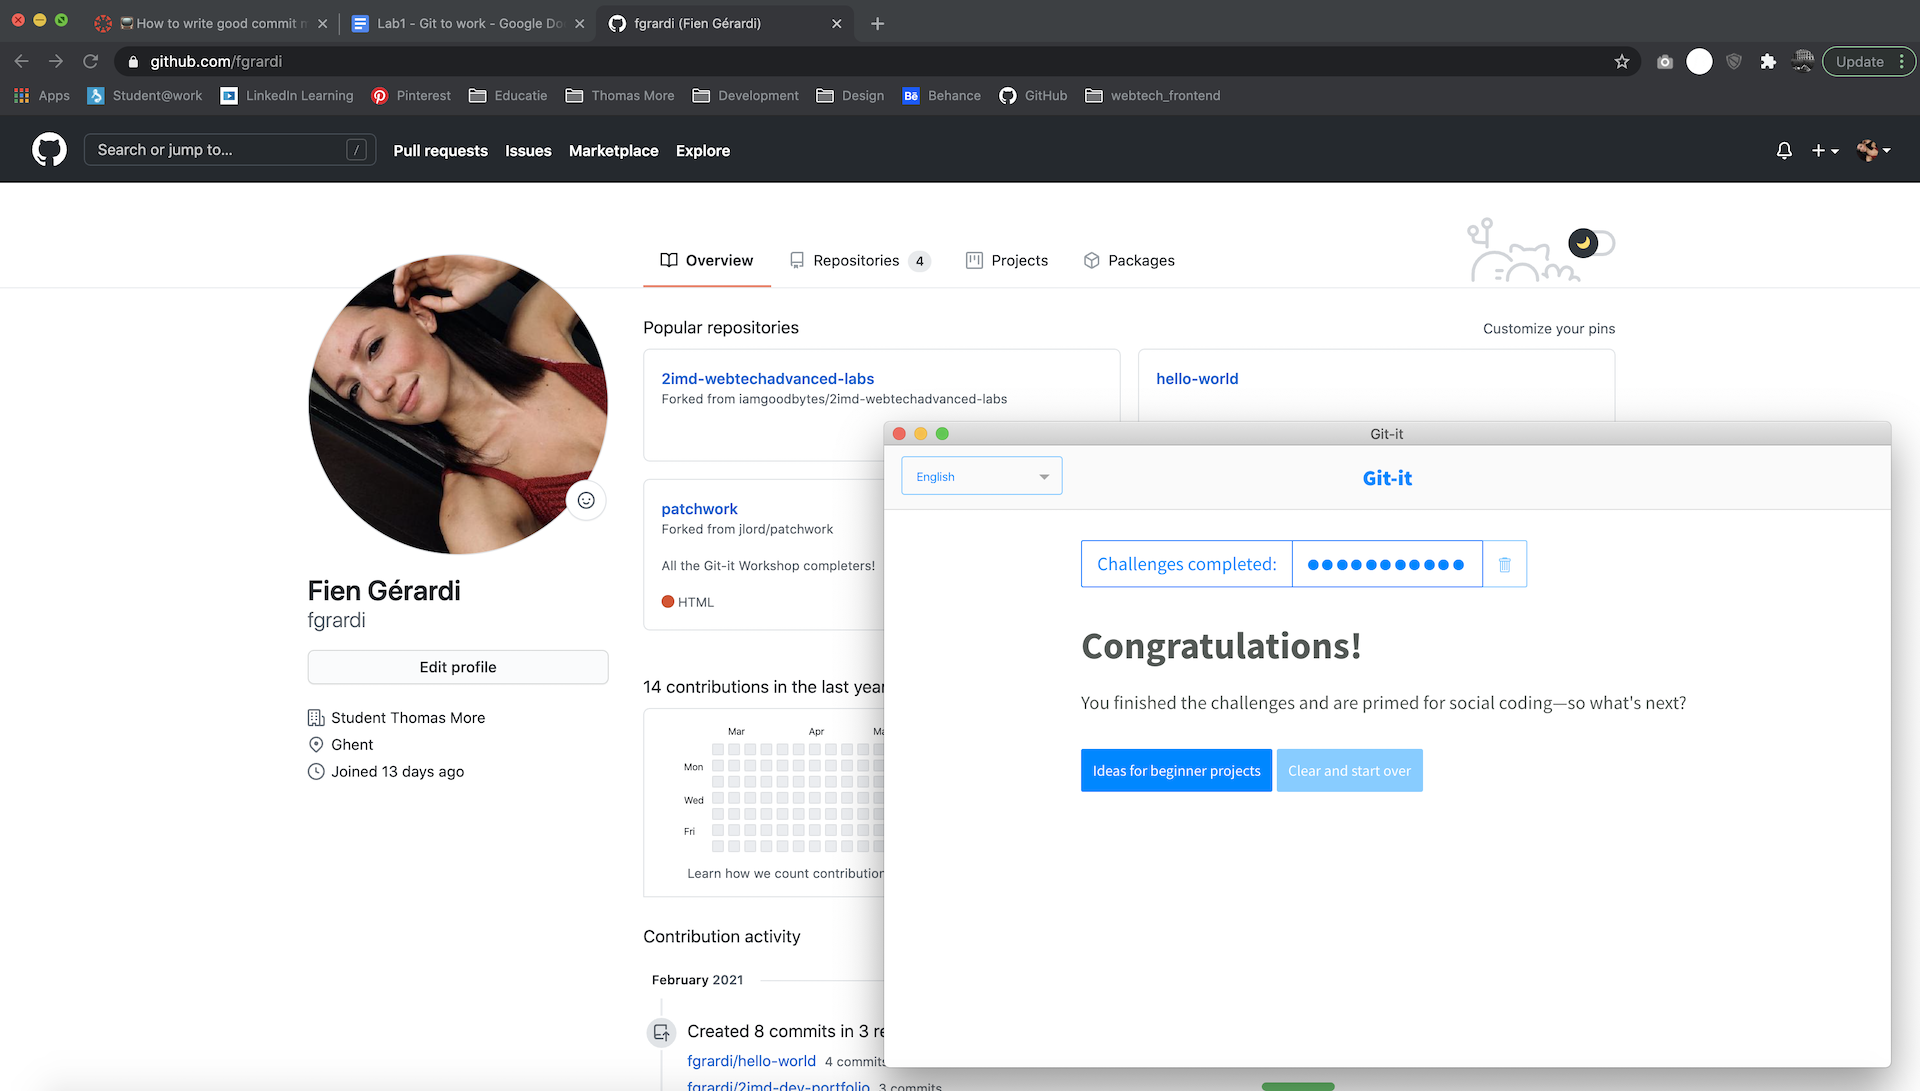 How to write good commit m
Lab1 - Git to work - Google Do
fgrardi (Fien Gérardi)
github.com/fgrardi
Update
Apps
Student@work
LinkedIn Learning
Pinterest
Educatie
Thomas More
Development
Design
Bē Behance
GitHub
webtech_frontend
Search or jump to...
/
Pull requests
Issues
Marketplace
Explore
Overview
Repositories 4
Projects
Packages
Fien Gérardi
fgrardi
Edit profile
Student Thomas More
Ghent
Joined 13 days ago
Popular repositories
Customize your pins
2imd-webtechadvanced-labs
Forked from iamgoodbytes/2imd-webtechadvanced-labs
hello-world
patchwork
Forked from jlord/patchwork
All the Git-it Workshop completers!
HTML
14 contributions in the last year
Mar Apr Ma
Mon
Wed
Fri
Learn how we count contribution
Contribution activity
February 2021
Created 8 commits in 3 re
fgrardi/hello-world 4 commits
fgrardi/2imd-dev-portfolio 3 commits
Git-it
English
Git-it
Challenges completed:
Congratulations!
You finished the challenges and are primed for social coding—so what's next?
Ideas for beginner projects
Clear and start over